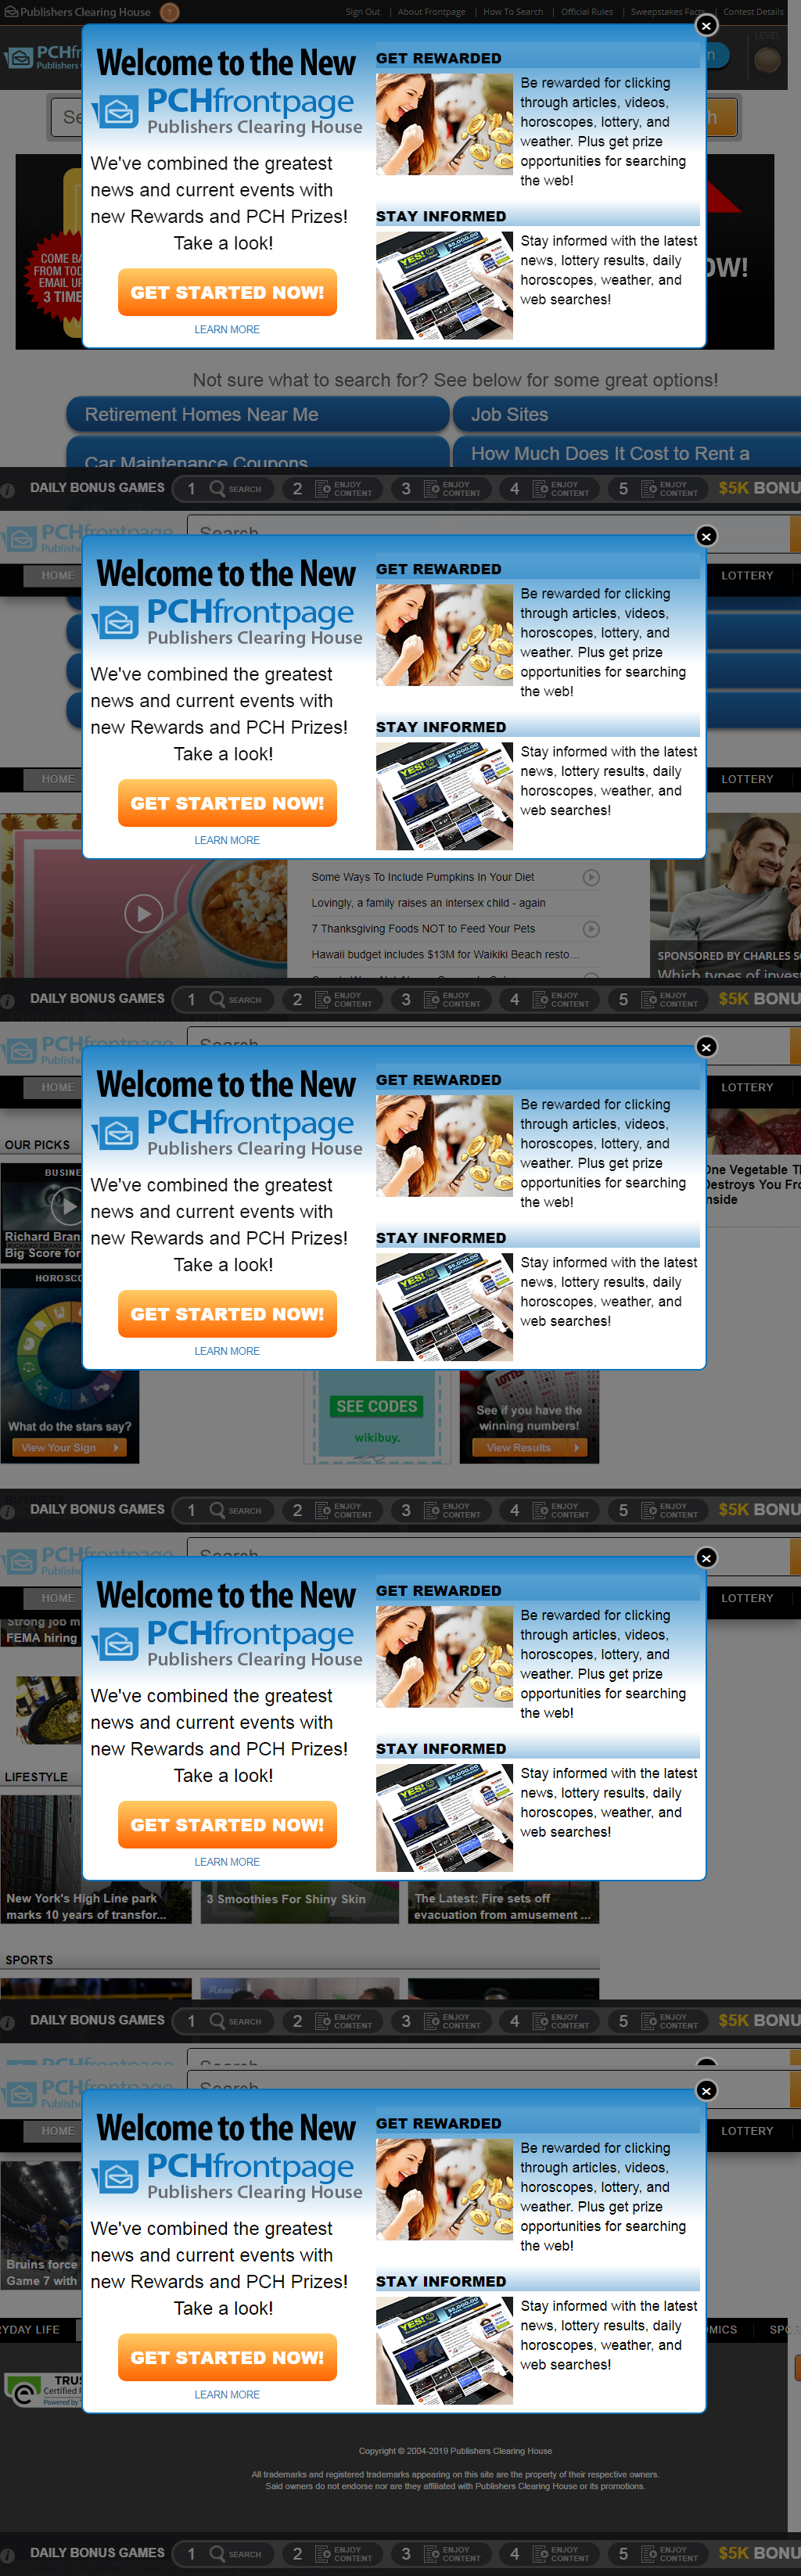 Publishers Clearing House
Sign Out | About Frontpage | How To Search | Official Rules | Sweepstakes Facts | Contest Details
LEVEL
Welcome to the New
PCHfrontpage
Publishers Clearing House
We've combined the greatest
news and current events with
new Rewards and PCH Prizes!
Take a look!
GET STARTED NOW!
LEARN MORE
GET REWARDED
Be rewarded for clicking
through articles, videos,
horoscopes, lottery, and
weather. Plus get prize
opportunities for searching
the web!
STAY INFORMED
Stay informed with the latest
news, lottery results, daily
horoscopes, weather, and
web searches!
COME BA
FROM TOD
EMAIL UP
3 TIME
OW!
Not sure what to search for? See below for some great options!
Retirement Homes Near Me
Job Sites
Car Maintenance Coupons
How Much Does It Cost to Rent a
DAILY BONUS GAMES 1 SEARCH 2 ENJOY CONTENT 3 ENJOY CONTENT 4 ENJOY CONTENT 5 ENJOY CONTENT $5K BONU
PCHfrontpage
Search
HOME
LOTTERY
Welcome to the New
PCHfrontpage
Publishers Clearing House
We've combined the greatest
news and current events with
new Rewards and PCH Prizes!
Take a look!
GET STARTED NOW!
LEARN MORE
GET REWARDED
Be rewarded for clicking
through articles, videos,
horoscopes, lottery, and
weather. Plus get prize
opportunities for searching
the web!
STAY INFORMED
Stay informed with the latest
news, lottery results, daily
horoscopes, weather, and
web searches!
HOME
LOTTERY
Some Ways To Include Pumpkins In Your Diet
Lovingly, a family raises an intersex child - again
7 Thanksgiving Foods NOT to Feed Your Pets
Hawaii budget includes $13M for Waikiki Beach resto...
SPONSORED BY CHARLES SC
Which types of invest
DAILY BONUS GAMES 1 SEARCH 2 ENJOY CONTENT 3 ENJOY CONTENT 4 ENJOY CONTENT 5 ENJOY CONTENT $5K BONU
PCHfrontpage
Search
HOME
LOTTERY
Welcome to the New
PCHfrontpage
Publishers Clearing House
We've combined the greatest
news and current events with
new Rewards and PCH Prizes!
Take a look!
GET STARTED NOW!
LEARN MORE
GET REWARDED
Be rewarded for clicking
through articles, videos,
horoscopes, lottery, and
weather. Plus get prize
opportunities for searching
the web!
STAY INFORMED
Stay informed with the latest
news, lottery results, daily
horoscopes, weather, and
web searches!
OUR PICKS
BUSINE
Richard Bran
Big Score for
One Vegetable Th
Destroys You Fro
Inside
HOROSCO
What do the stars say?
View Your Sign
SEE CODES
wikibuy.
See if you have the
winning numbers!
View Results
DAILY BONUS GAMES 1 SEARCH 2 ENJOY CONTENT 3 ENJOY CONTENT 4 ENJOY CONTENT 5 ENJOY CONTENT $5K BONU
PCHfrontpage
Search
HOME
LOTTERY
Strong job m
FEMA hiring
Welcome to the New
PCHfrontpage
Publishers Clearing House
We've combined the greatest
news and current events with
new Rewards and PCH Prizes!
Take a look!
GET STARTED NOW!
LEARN MORE
GET REWARDED
Be rewarded for clicking
through articles, videos,
horoscopes, lottery, and
weather. Plus get prize
opportunities for searching
the web!
STAY INFORMED
Stay informed with the latest
news, lottery results, daily
horoscopes, weather, and
web searches!
LIFESTYLE
New York's High Line park
marks 10 years of transfor...
3 Smoothies For Shiny Skin
The Latest: Fire sets off
evacuation from amusement ...
SPORTS
DAILY BONUS GAMES 1 SEARCH 2 ENJOY CONTENT 3 ENJOY CONTENT 4 ENJOY CONTENT 5 ENJOY CONTENT $5K BONU
PCHfrontpage
Search
HOME
LOTTERY
Welcome to the New
PCHfrontpage
Publishers Clearing House
We've combined the greatest
news and current events with
new Rewards and PCH Prizes!
Take a look!
GET STARTED NOW!
LEARN MORE
GET REWARDED
Be rewarded for clicking
through articles, videos,
horoscopes, lottery, and
weather. Plus get prize
opportunities for searching
the web!
STAY INFORMED
Stay informed with the latest
news, lottery results, daily
horoscopes, weather, and
web searches!
Bruins force
Game 7 with
RYDAY LIFE
OMICS
SPO
TRUS
Certified P
Powered by
Copyright © 2004-2019 Publishers Clearing House
All trademarks and registered trademarks appearing on this site are the property of their respective owners.
Said owners do not endorse nor are they affiliated with Publishers Clearing House or its promotions.
DAILY BONUS GAMES 1 SEARCH 2 ENJOY CONTENT 3 ENJOY CONTENT 4 ENJOY CONTENT 5 ENJOY CONTENT $5K BONU